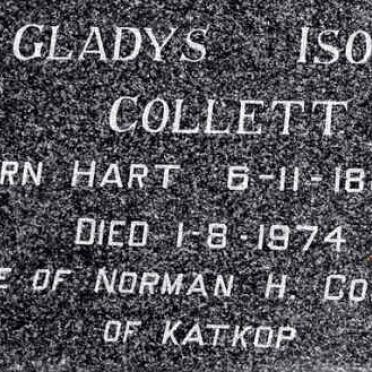 GLADYS ISO
COLLETT
RN HART 6-11-18
DIED 1-8-1974
E OF NORMAN H. CO
OF KATKOP